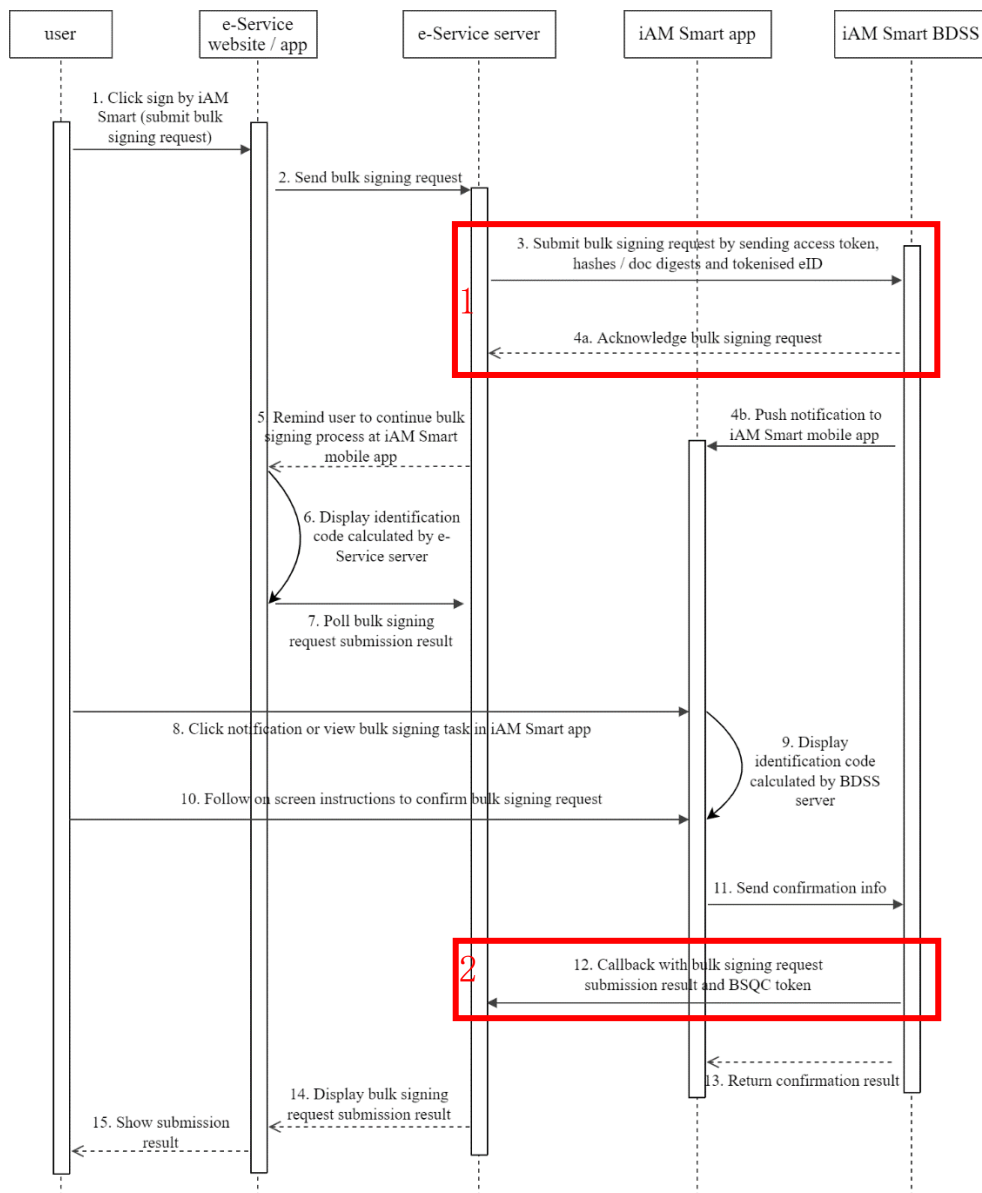 user
e-Service
website / app
e-Service server
iAM Smart app
iAM Smart BDSS
1. Click sign by iAM
Smart (submit bulk
signing request)
2. Send bulk signing request
1
3. Submit bulk signing request by sending access token,
hashes / doc digests and tokenised eID
4a. Acknowledge bulk signing request
5. Remind user to continue bulk
signing process at iAM Smart
mobile app
4b. Push notification to
iAM Smart mobile app
6. Display identification
code calculated by e-
Service server
7. Poll bulk signing
request submission result
8. Click notification or view bulk signing task in iAM Smart app
9. Display
identification code
calculated by BDSS
server
10. Follow on screen instructions to confirm bulk signing request
11. Send confirmation info
2
12. Callback with bulk signing request
submission result and BSQC token
13. Return confirmation result
14. Display bulk signing
request submission result
15. Show submission
result